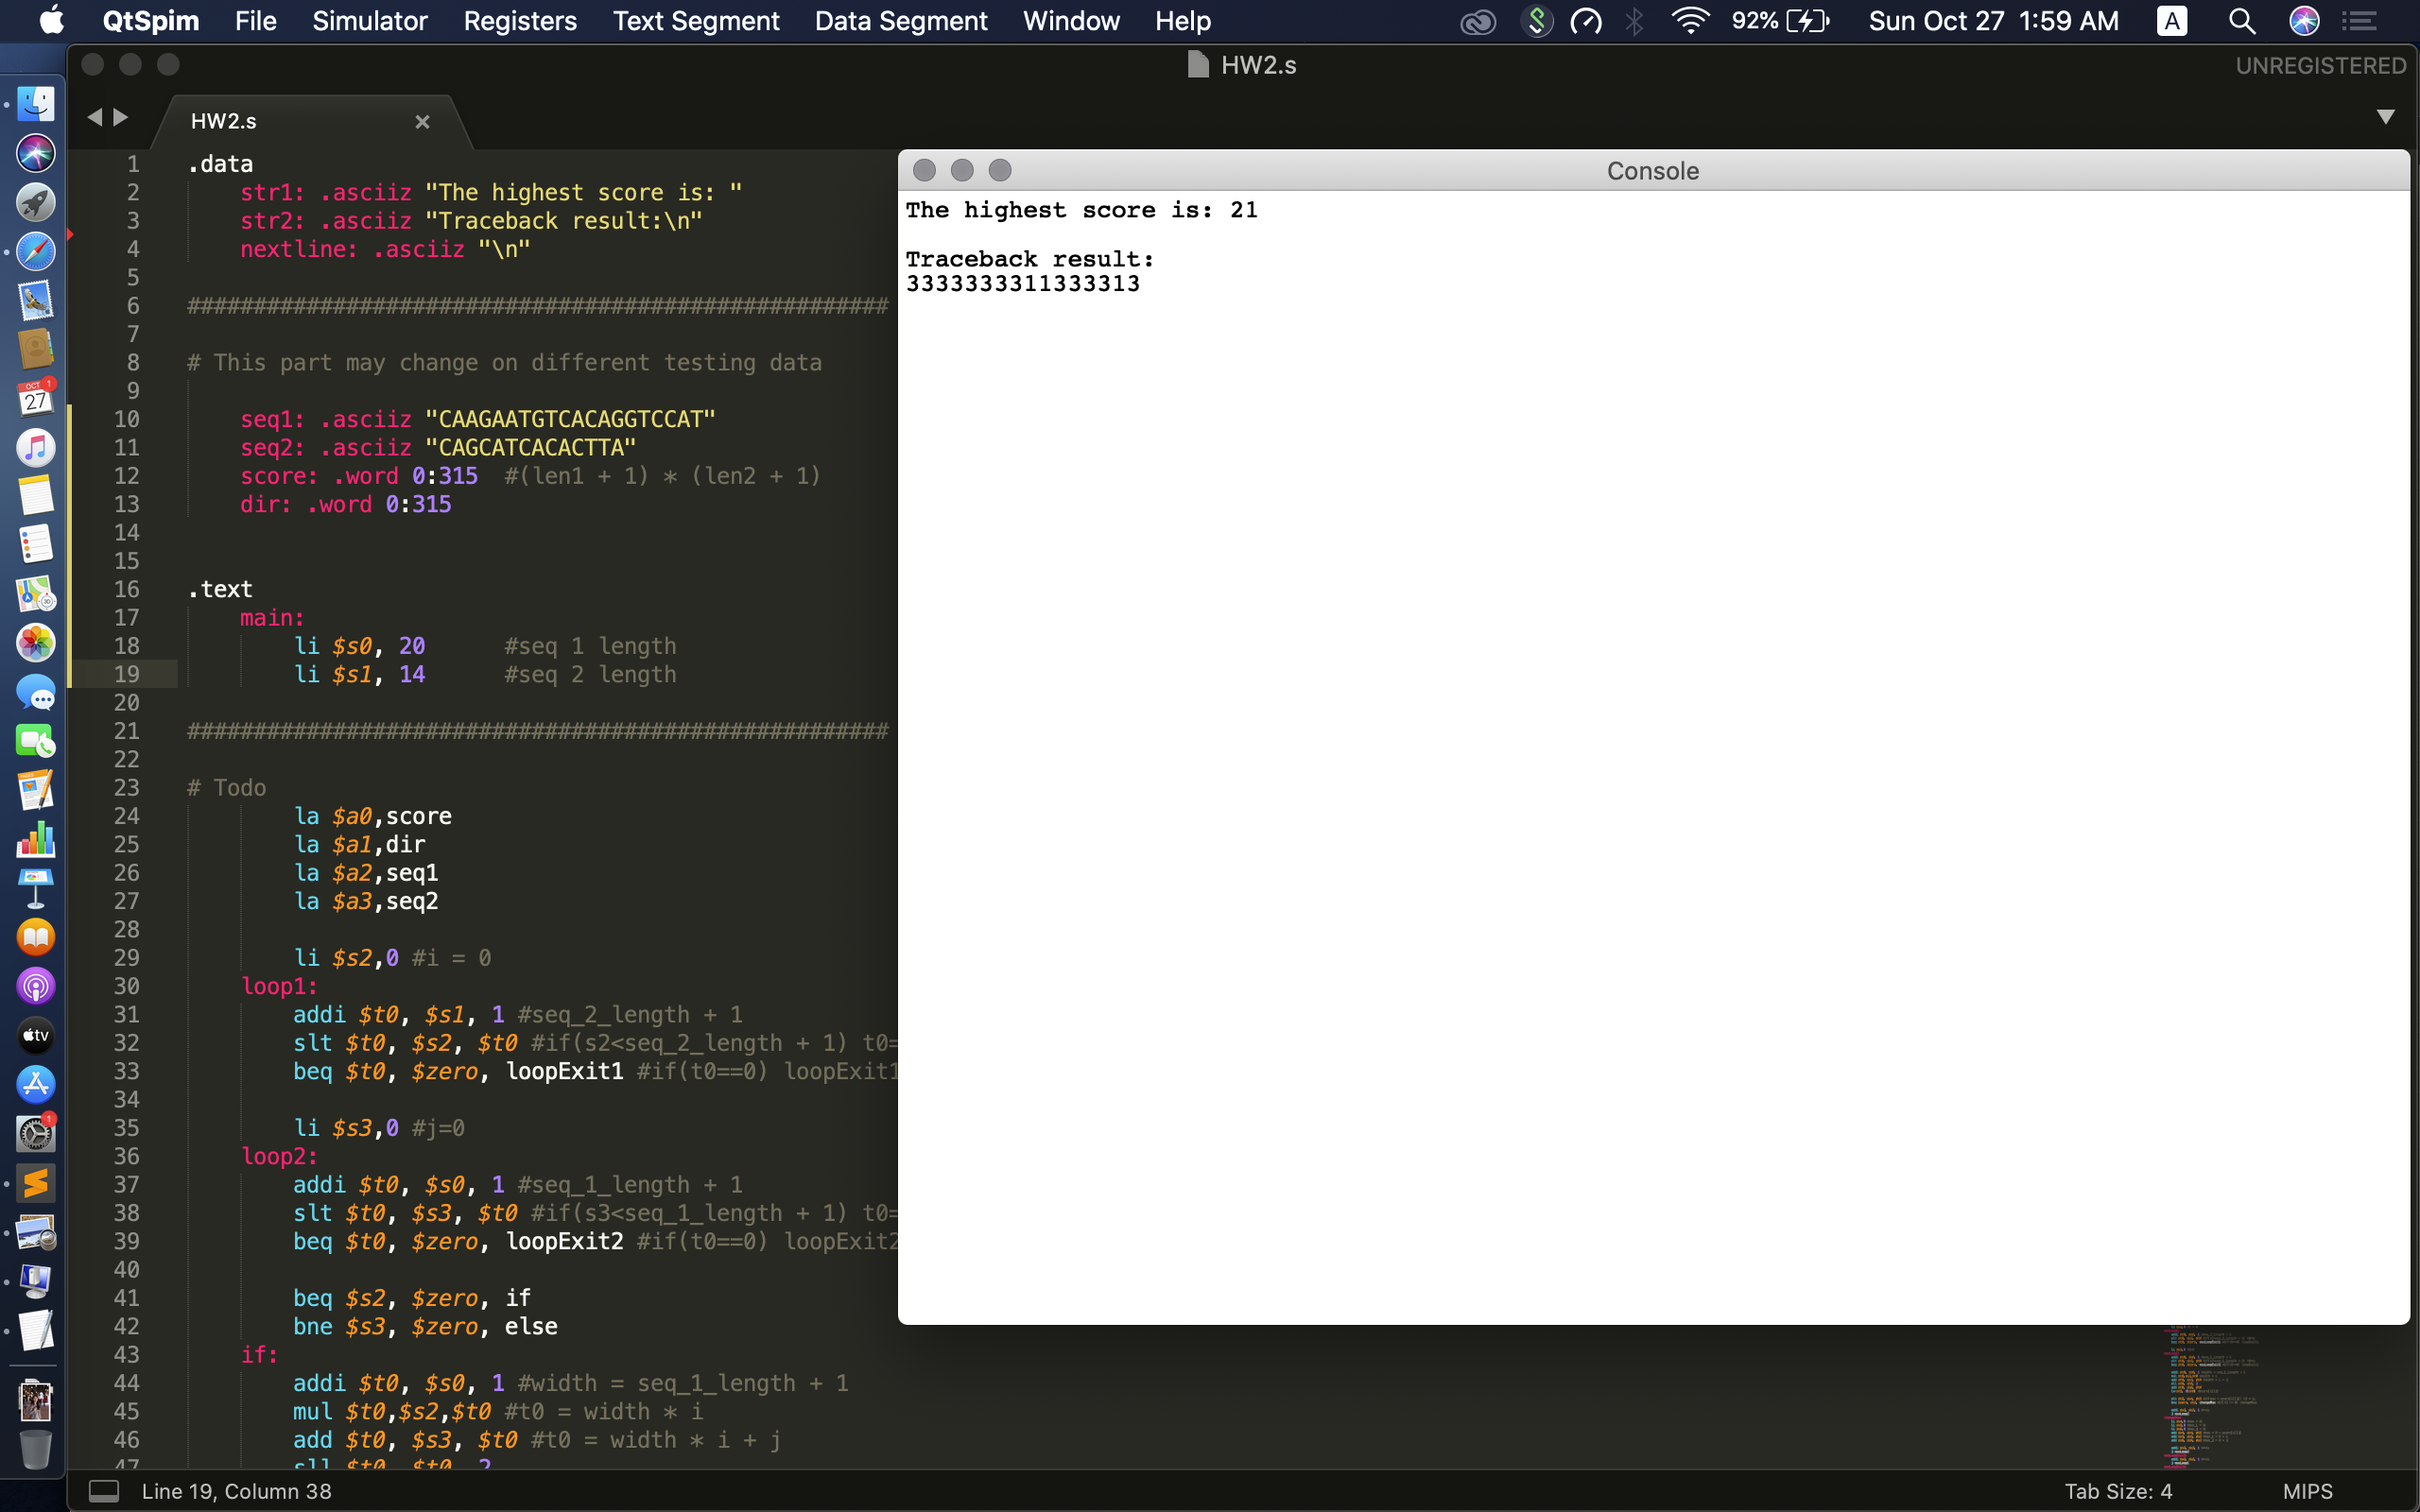 QtSpim File Simulator Registers Text Segment Data Segment Window Help 92% Sun Oct 27 1:59 AM A
HW2.s UNREGISTERED
HW2.s
1 .data
2 str1: .asciiz "The highest score is: "
3 str2: .asciiz "Traceback result:\n"
4 nextline: .asciiz "\n"
5
6 #####################################################
7
8 # This part may change on different testing data
9
10 seq1: .asciiz "CAAGAATGTCACAGGTCCAT"
11 seq2: .asciiz "CAGCATCACACTTA"
12 score: .word 0:315 #(len1 + 1) * (len2 + 1)
13 dir: .word 0:315
14
15
16 .text
17 main:
18 li $s0, 20 #seq 1 length
19 li $s1, 14 #seq 2 length
20
21 #####################################################
22
23 # Todo
24 la $a0,score
25 la $a1,dir
26 la $a2,seq1
27 la $a3,seq2
28
29 li $s2,0 #i = 0
30 loop1:
31 addi $t0, $s1, 1 #seq_2_length + 1
32 slt $t0, $s2, $t0 #if(s2<seq_2_length + 1) t0=
33 beq $t0, $zero, loopExit1 #if(t0==0) loopExit1
34
35 li $s3,0 #j=0
36 loop2:
37 addi $t0, $s0, 1 #seq_1_length + 1
38 slt $t0, $s3, $t0 #if(s3<seq_1_length + 1) t0=
39 beq $t0, $zero, loopExit2 #if(t0==0) loopExit2
40
41 beq $s2, $zero, if
42 bne $s3, $zero, else
43 if:
44 addi $t0, $s0, 1 #width = seq_1_length + 1
45 mul $t0,$s2,$t0 #t0 = width * i
46 add $t0, $s3, $t0 #t0 = width * i + j
47 sll $t0, $t0, 2
Console
The highest score is: 21
Traceback result:
3333333311333313
OCT 1
27
tv
1
Line 19, Column 38 Tab Size: 4 MIPS